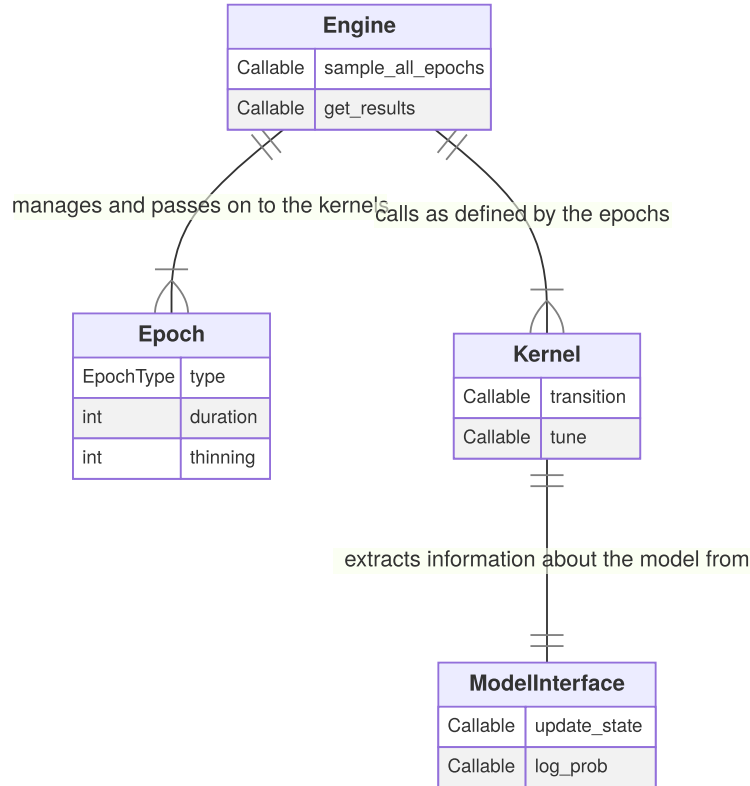 Engine
Callable sample_all_epochs
Callable get_results
manages and passes on to the kernels
calls as defined by the epochs
Epoch
EpochType type
int duration
int thinning
Kernel
Callable transition
Callable tune
extracts information about the model from
ModelInterface
Callable update_state
Callable log_prob